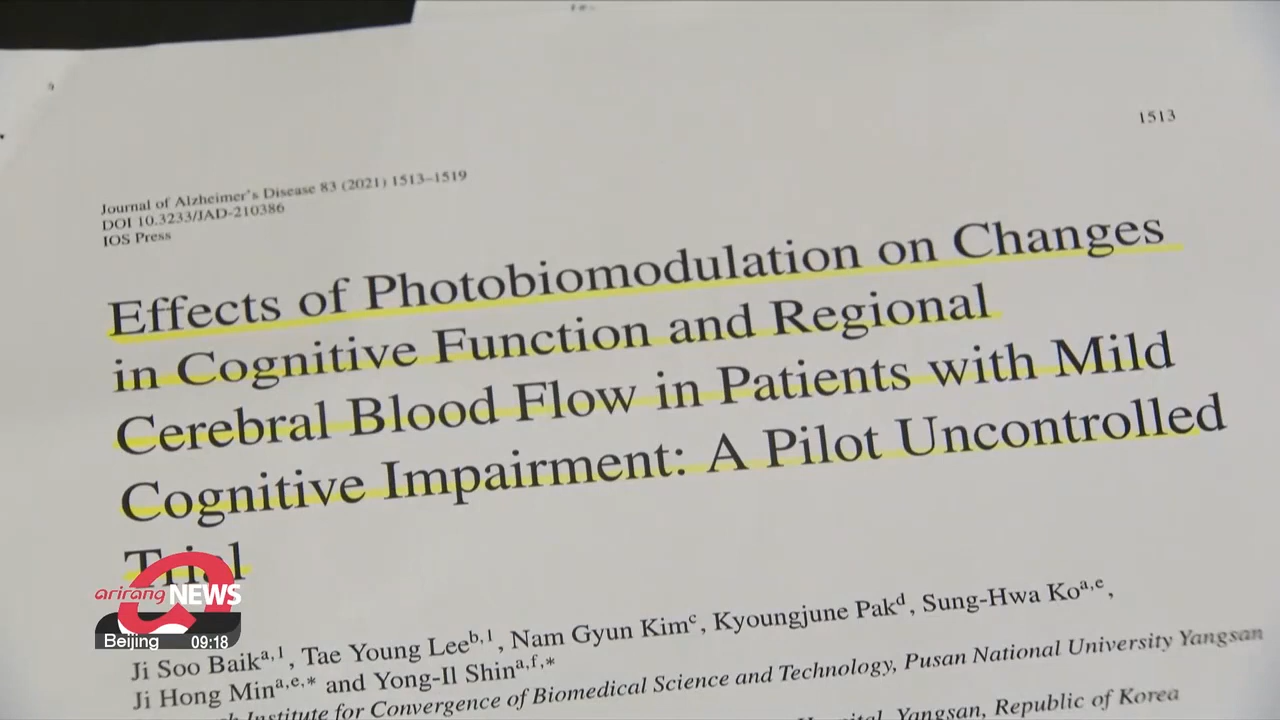 1513
Journal of Alzheimer's Disease 83 (2021) 1513–1519
DOI 10.3233/JAD-210386
IOS Press
Effects of Photobiomodulation on Changes
in Cognitive Function and Regional
Cerebral Blood Flow in Patients with Mild
Cognitive Impairment: A Pilot Uncontrolled
Trial
arirang NEWS
Beijing 09:18
Ji Soo Baik^a,1, Tae Young Lee^b,1, Nam Gyun Kim^c, Kyoungjune Pak^d, Sung-Hwa Ko^a,e,
Ji Hong Min^a,e,* and Yong-Il Shin^a,f,*
Institute for Convergence of Biomedical Science and Technology, Pusan National University Yangsan
Yangsan, Republic of Korea